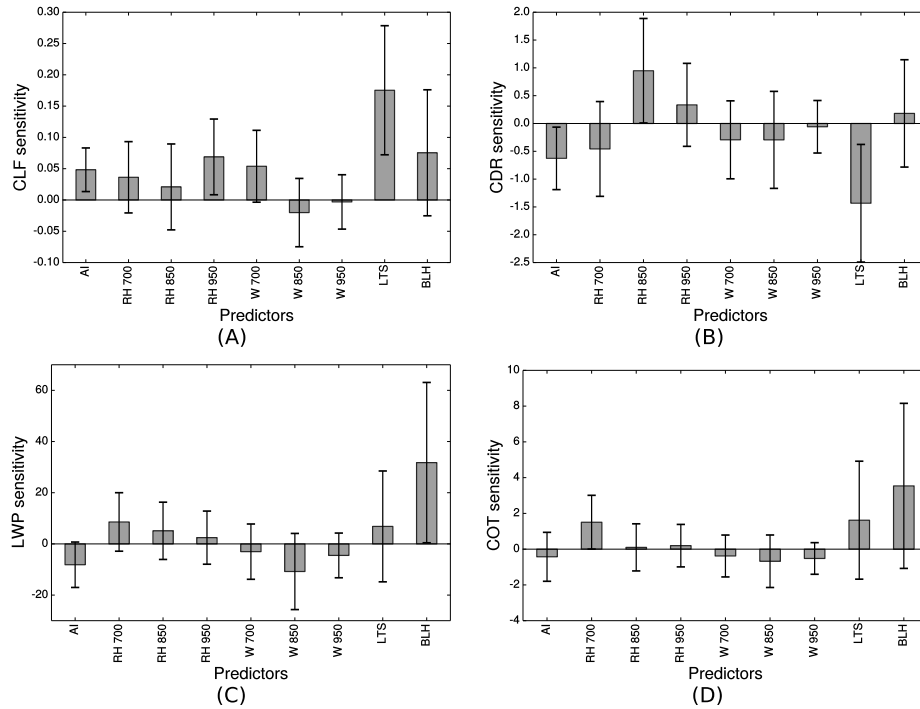 0.30
0.25
0.20
0.15
0.10
0.05
0.00
-0.05
-0.10
CLF sensitivity
AI
RH 700
RH 850
RH 950
W 700
W 850
W 950
LTS
BLH
Predictors
(A)
2.0
1.5
1.0
0.5
0.0
-0.5
-1.0
-1.5
-2.0
-2.5
CDR sensitivity
AI
RH 700
RH 850
RH 950
W 700
W 850
W 950
LTS
BLH
Predictors
(B)
60
40
20
0
-20
LWP sensitivity
AI
RH 700
RH 850
RH 950
W 700
W 850
W 950
LTS
BLH
Predictors
(C)
10
8
6
4
2
0
-2
-4
COT sensitivity
AI
RH 700
RH 850
RH 950
W 700
W 850
W 950
LTS
BLH
Predictors
(D)